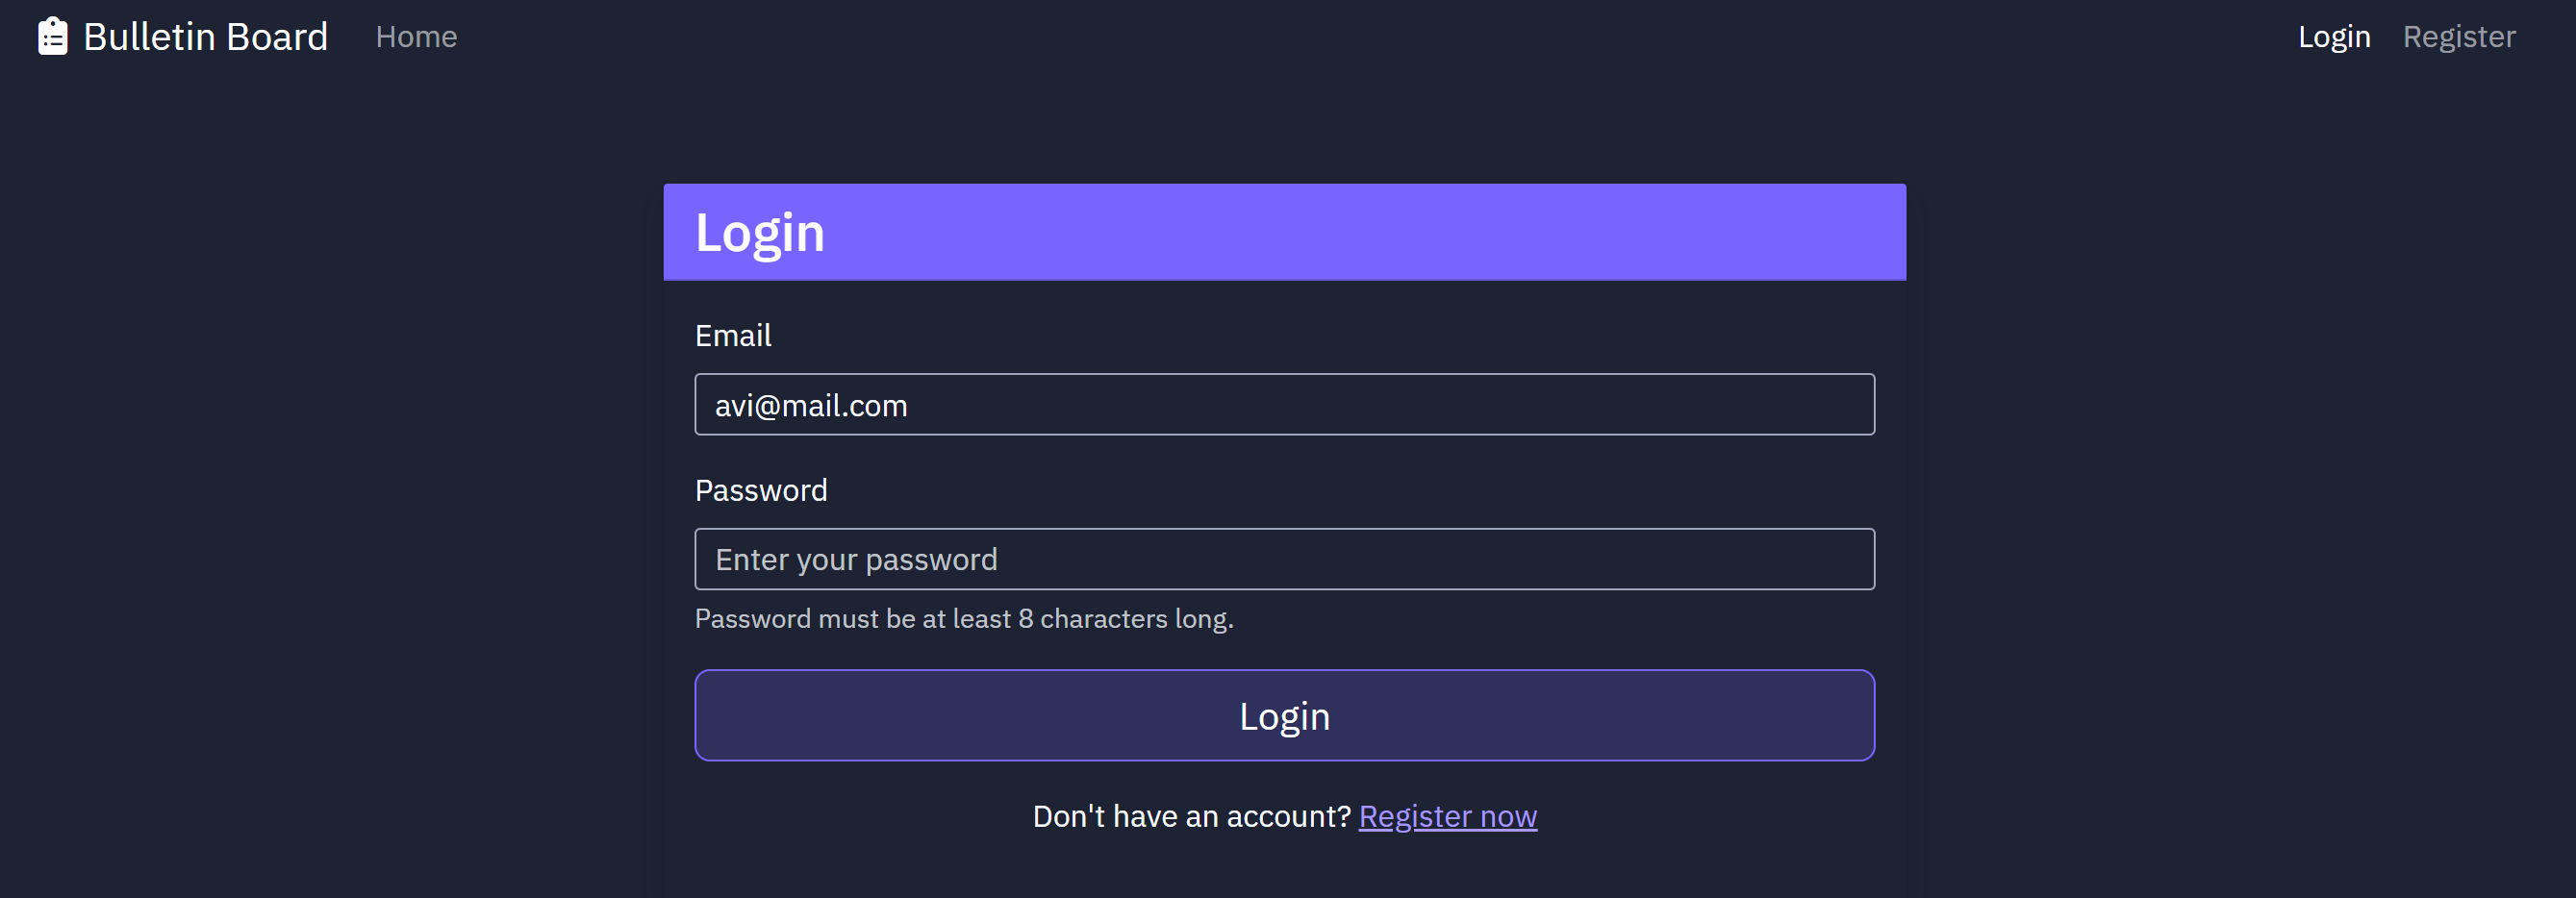 Bulletin Board Home Login Register
Login
Email
avi@mail.com
Password
Enter your password
Password must be at least 8 characters long.
Login
Don't have an account? Register now